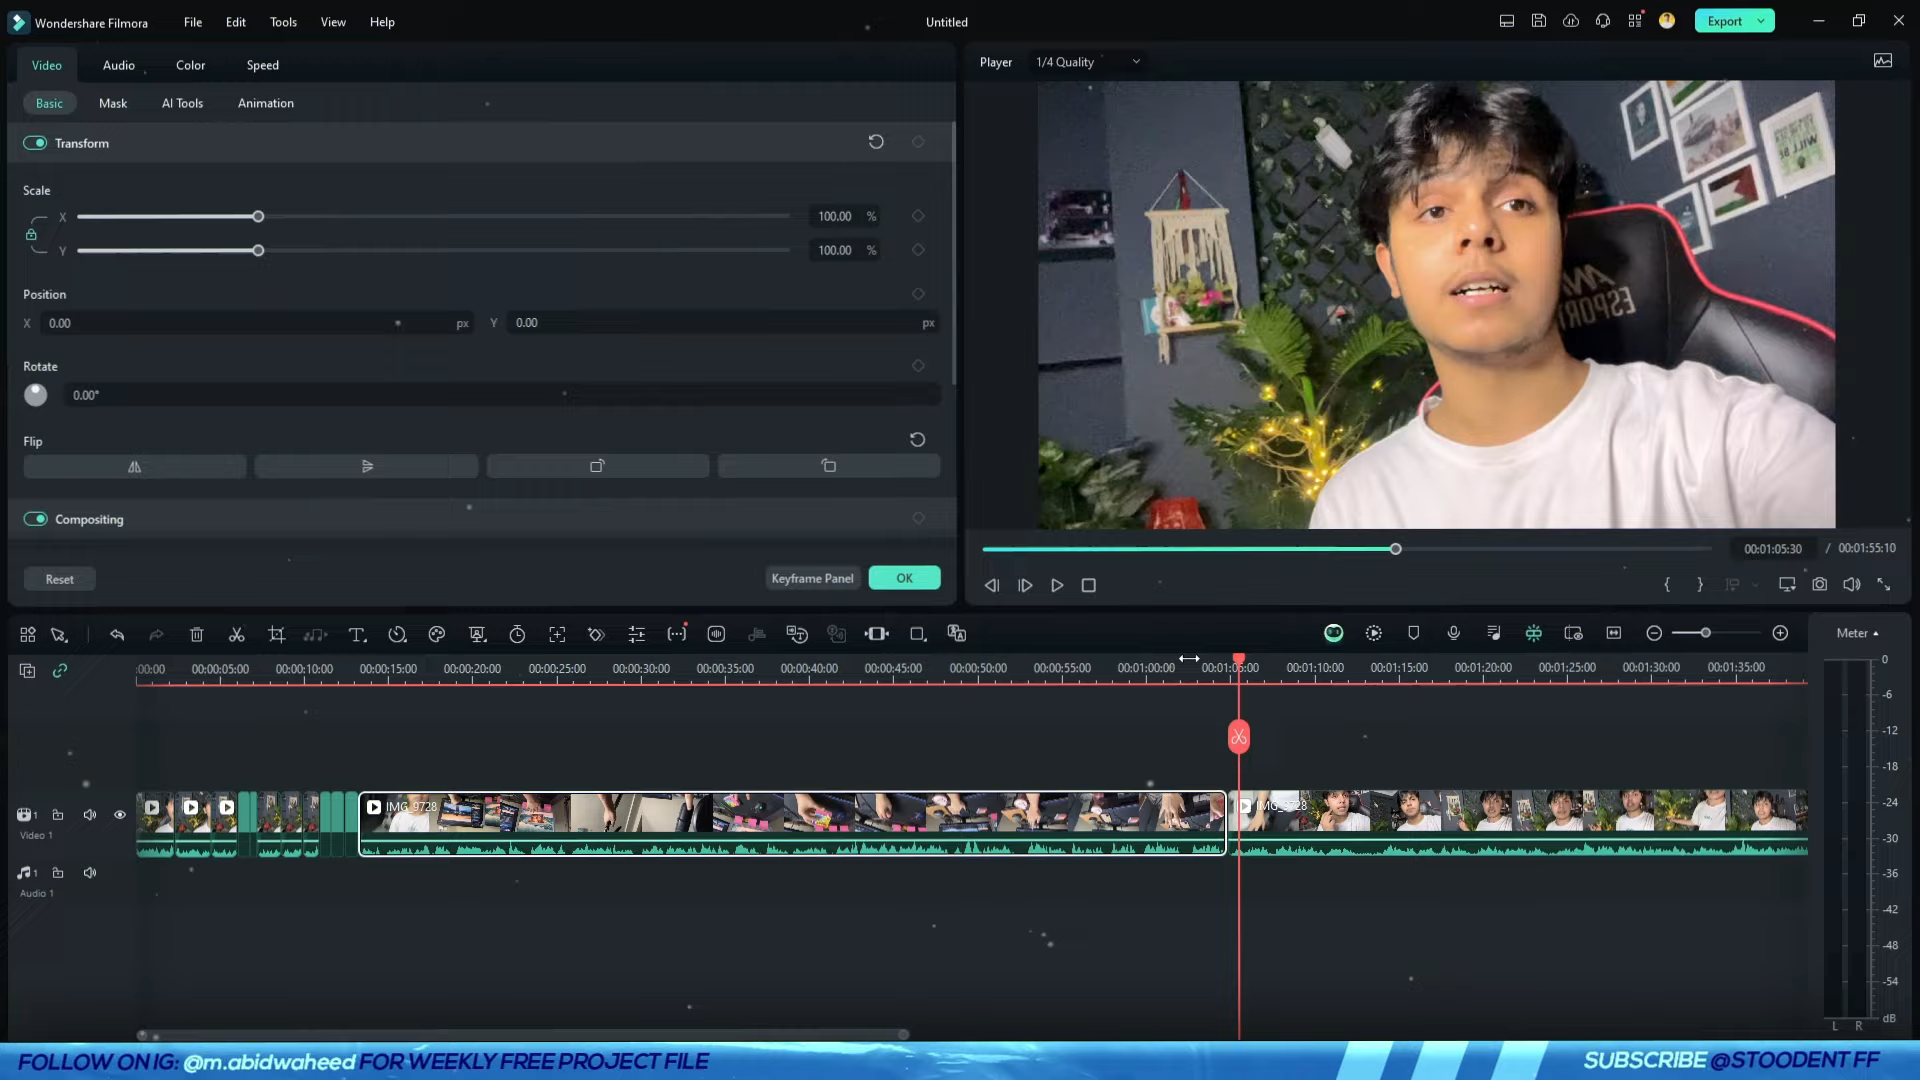 Wondershare Filmora File Edit Tools View Help Untitled Export
Video Audio Color Speed
Player 1/4 Quality
Basic Mask AI Tools Animation
Transform
Scale
X 100.00 %
Y 100.00 %
Position
X 0.00 px Y 0.00 px
Rotate
0.00°
Flip
Compositing
Reset Keyframe Panel OK
00:01:05:30 / 00:01:55:10
Meter
:00:00 00:00:05:00 00:00:10:00 00:00:15:00 00:00:20:00 00:00:25:00 00:00:30:00 00:00:35:00 00:00:40:00 00:00:45:00 00:00:50:00 00:00:55:00 00:01:00:00 00:01:05:00 00:01:10:00 00:01:15:00 00:01:20:00 00:01:25:00 00:01:30:00 00:01:35:00
0
-6
-12
-18
-24
-30
-36
-42
-48
-54
dB
L R
1
Video 1
IMG_9728
IMG_9728
1
Audio 1
FOLLOW ON IG: @m.abidwaheed FOR WEEKLY FREE PROJECT FILE
SUBSCRIBE @STOODENT FF